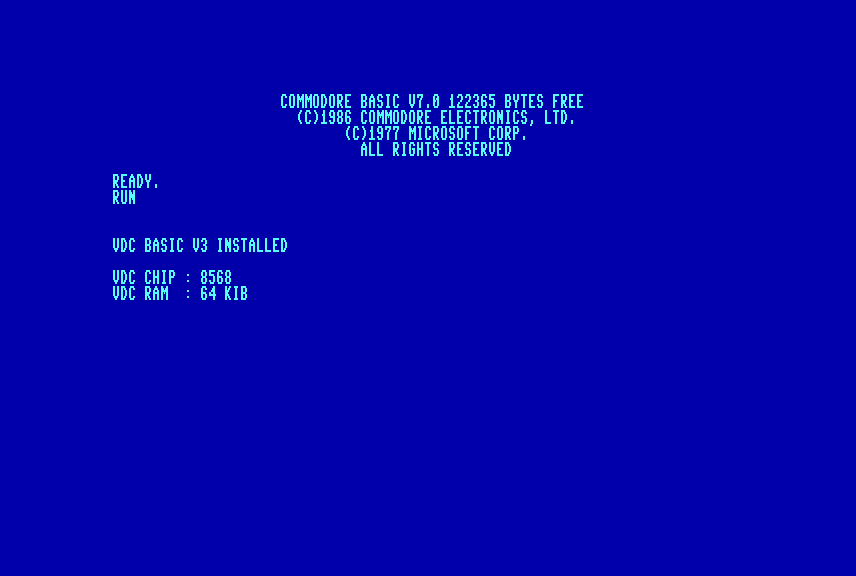 COMMODORE BASIC V7.0 122365 BYTES FREE
(C)1986 COMMODORE ELECTRONICS, LTD.
(C)1977 MICROSOFT CORP.
ALL RIGHTS RESERVED
READY.
RUN
VDC BASIC V3 INSTALLED
VDC CHIP : 8568
VDC RAM  : 64 KIB